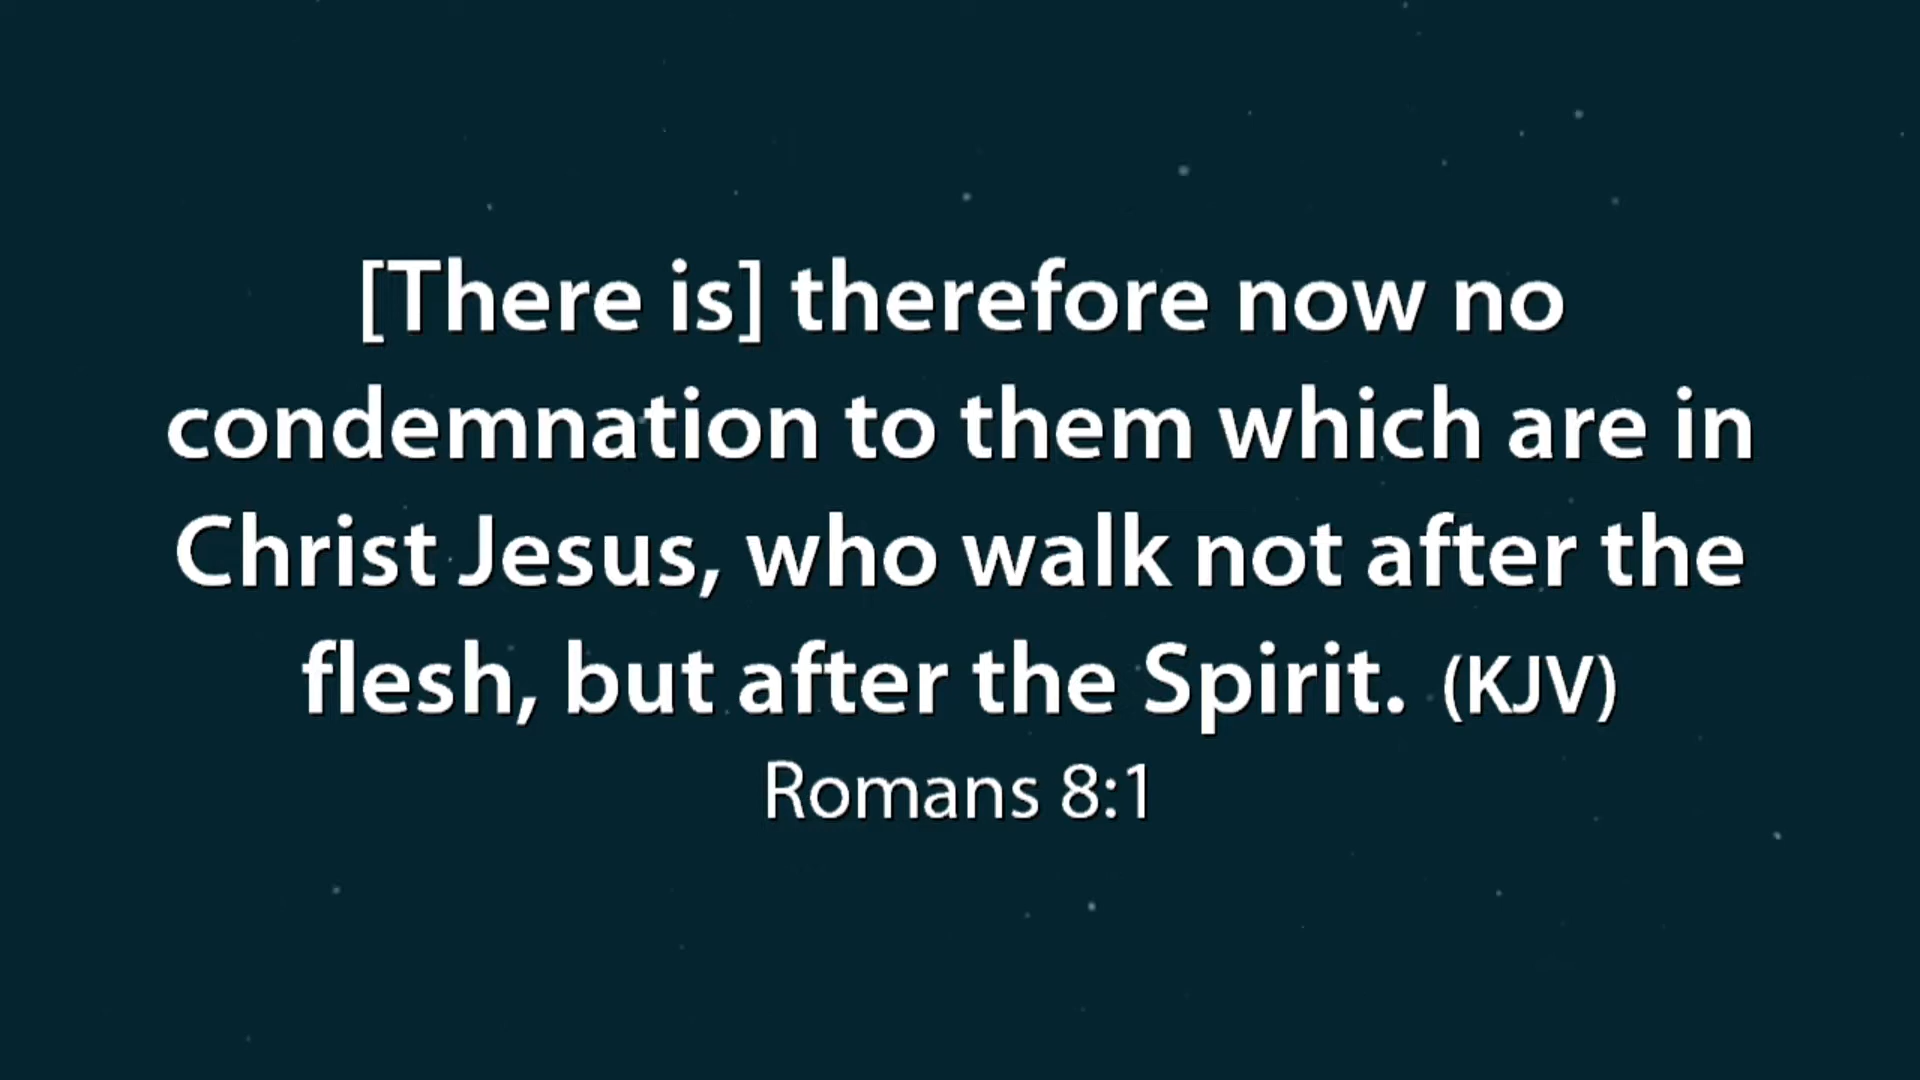 [There is] therefore now no
condemnation to them which are in
Christ Jesus, who walk not after the
flesh, but after the Spirit. (KJV)
Romans 8:1